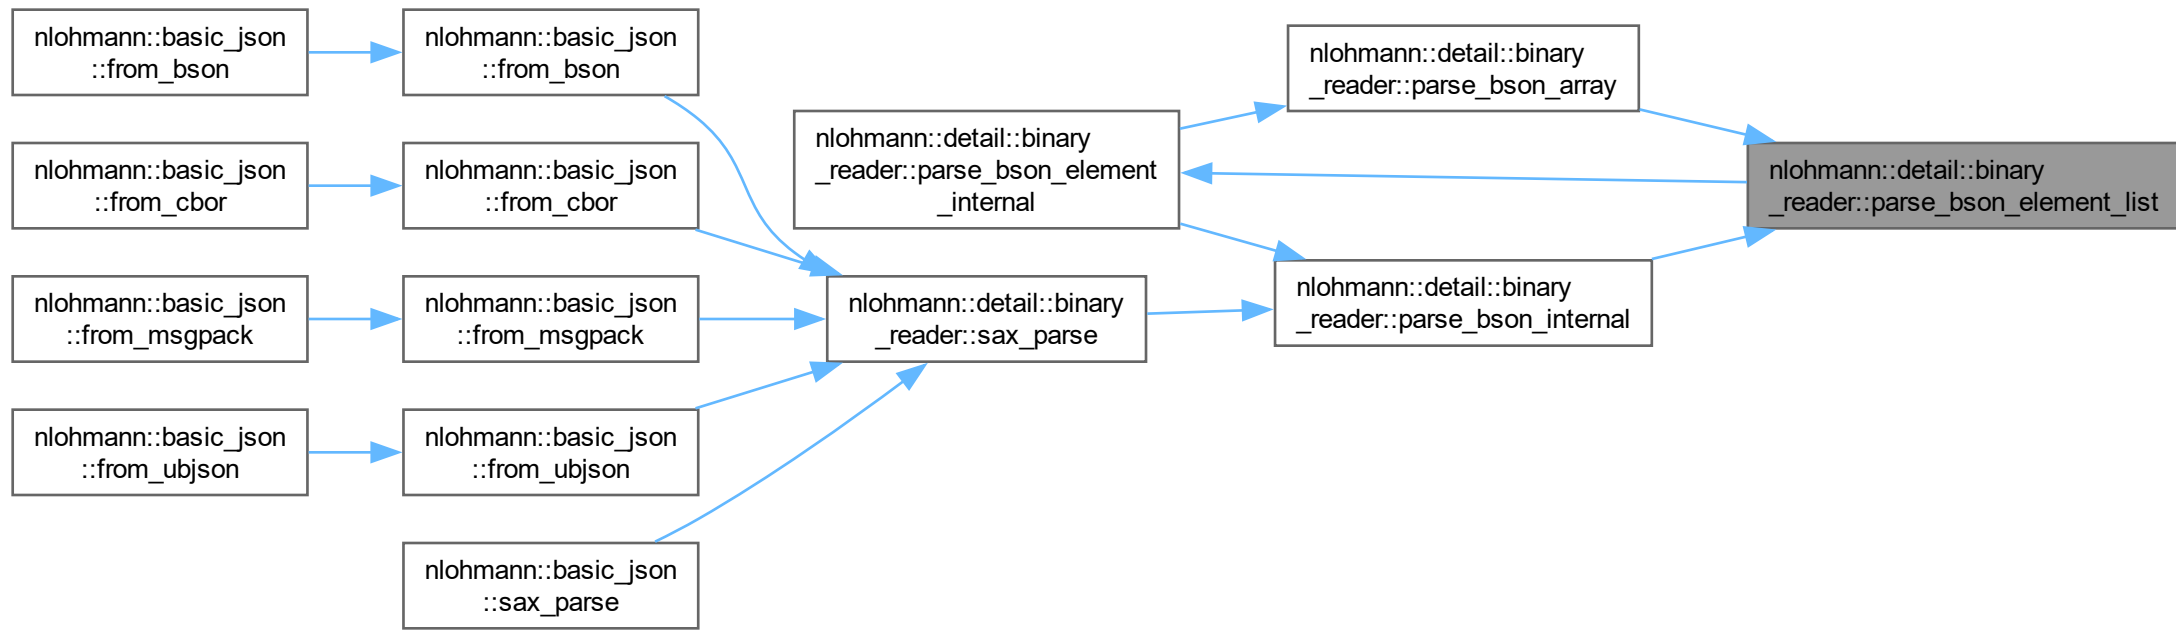 nlohmann::basic_json
::from_bson
nlohmann::basic_json
::from_bson
nlohmann::detail::binary
_reader::parse_bson_array
nlohmann::detail::binary
_reader::parse_bson_element
_internal
nlohmann::basic_json
::from_cbor
nlohmann::basic_json
::from_cbor
nlohmann::detail::binary
_reader::parse_bson_element_list
nlohmann::basic_json
::from_msgpack
nlohmann::basic_json
::from_msgpack
nlohmann::detail::binary
_reader::sax_parse
nlohmann::detail::binary
_reader::parse_bson_internal
nlohmann::basic_json
::from_ubjson
nlohmann::basic_json
::from_ubjson
nlohmann::basic_json
::sax_parse